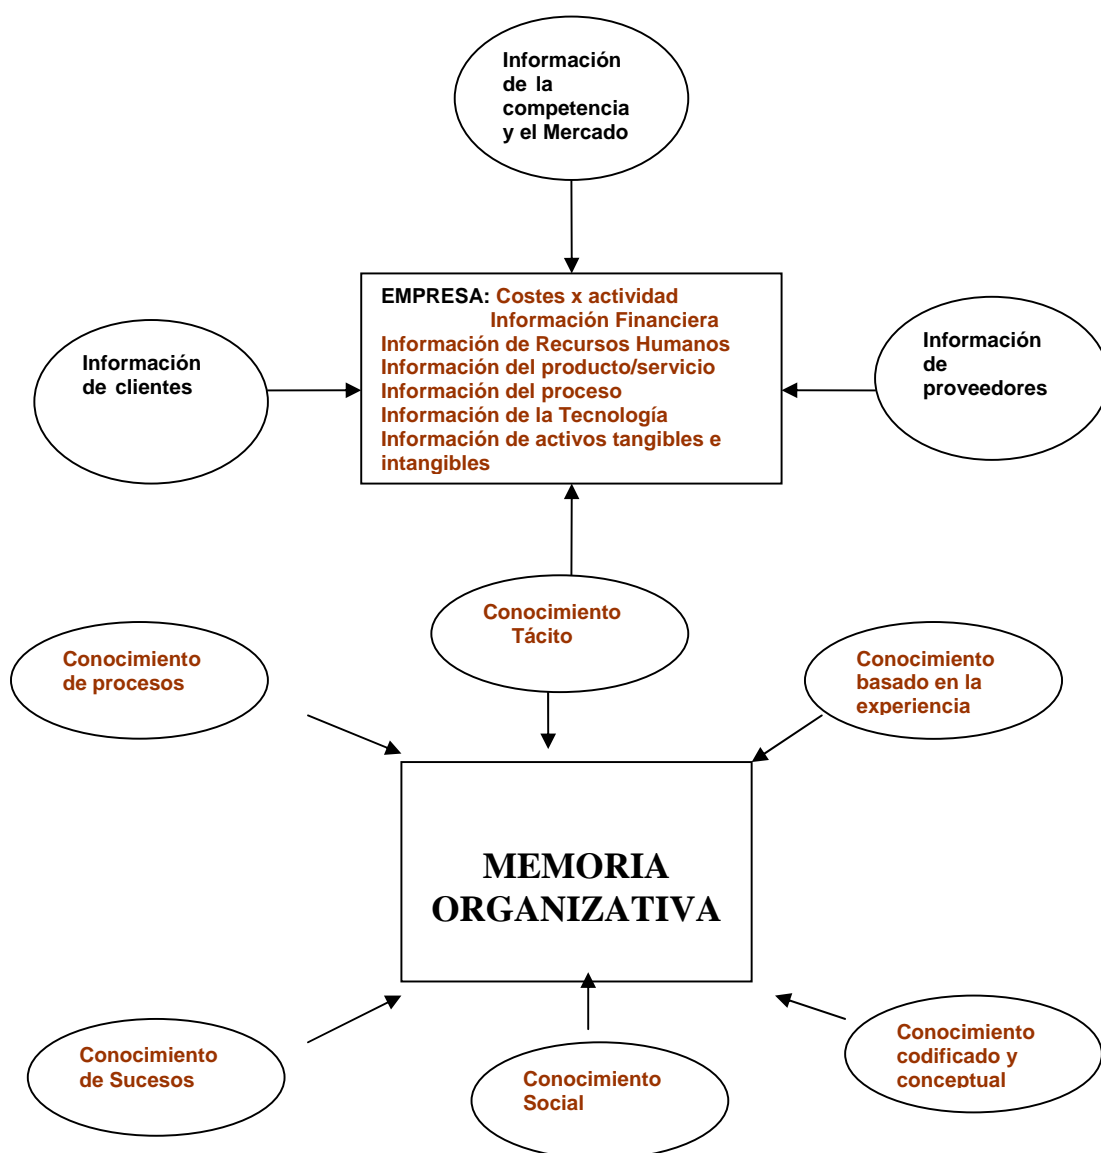 Información
de la
competencia
y el Mercado
EMPRESA: Costes x actividad
Información Financiera
Información de Recursos Humanos
Información del producto/servicio
Información del proceso
Información de la Tecnología
Información de activos tangibles e
intangibles
Información
de clientes
Información
de
proveedores
Conocimiento
Tácito
Conocimiento
de procesos
Conocimiento
basado en la
experiencia
MEMORIA
ORGANIZATIVA
Conocimiento
de Sucesos
Conocimiento
Social
Conocimiento
codificado y
conceptual